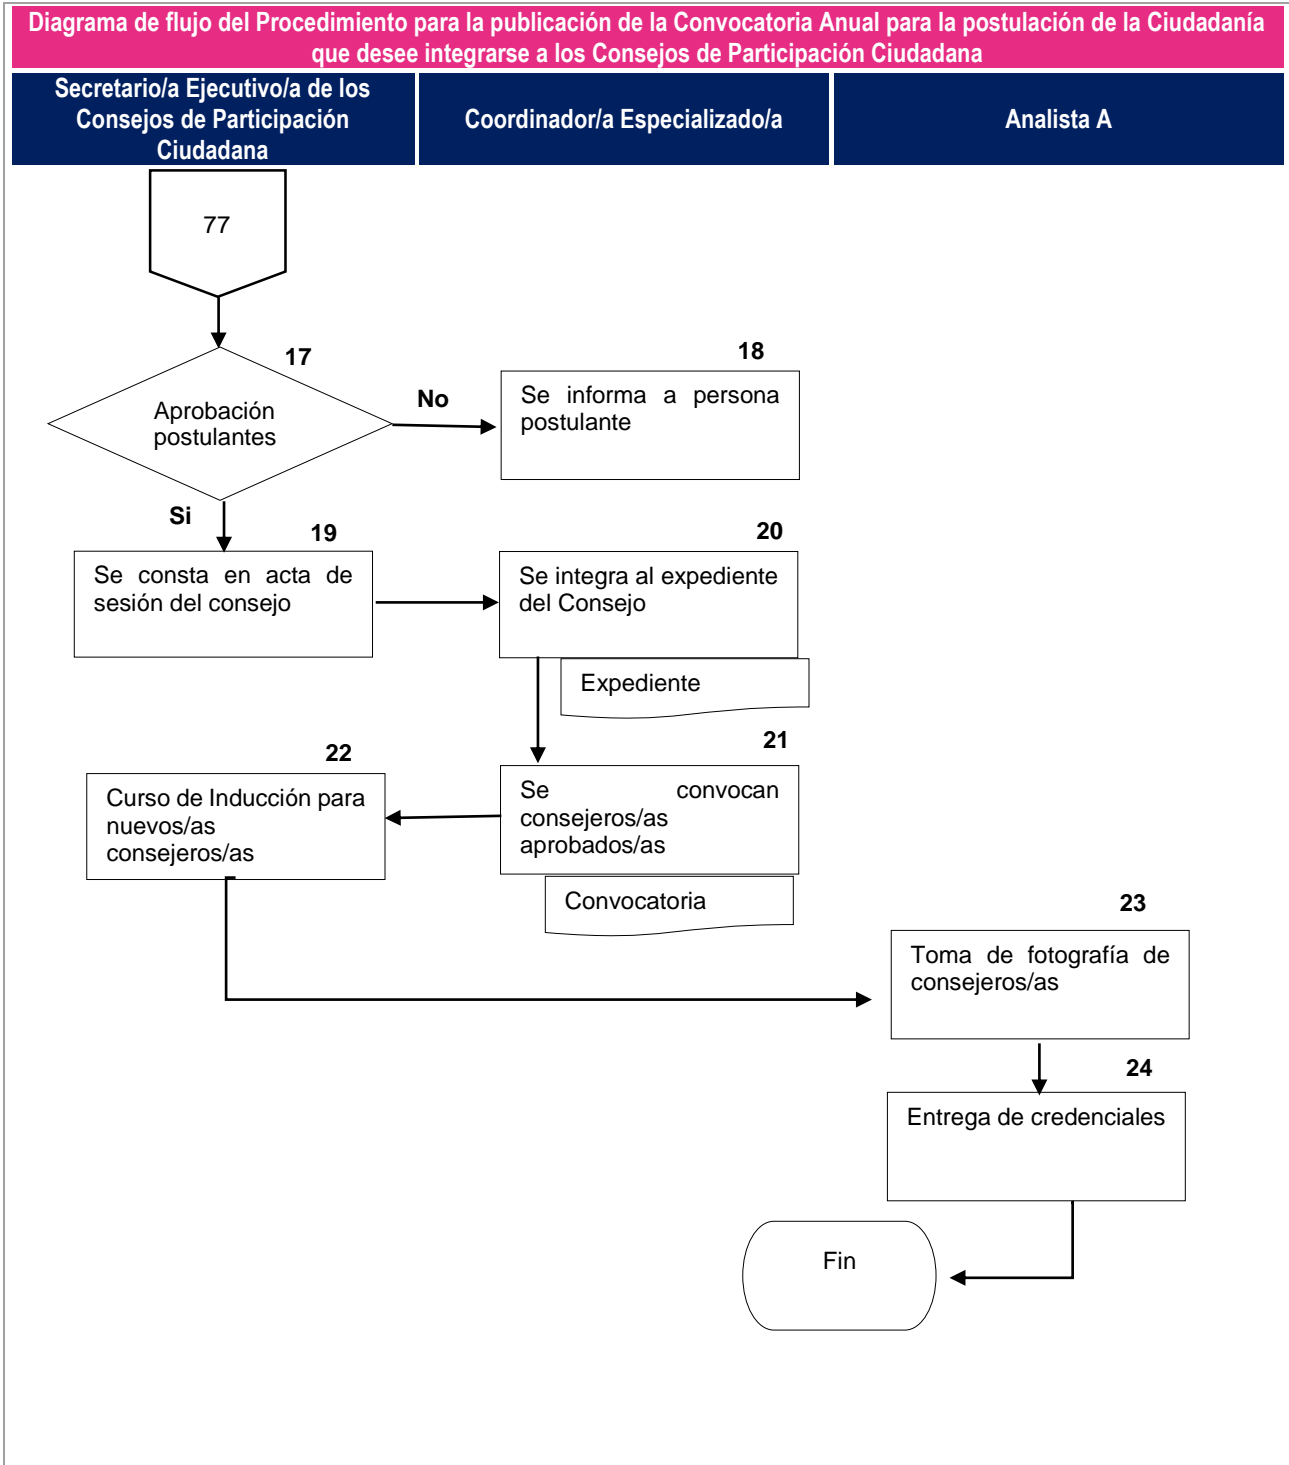 Diagrama de flujo del Procedimiento para la publicación de la Convocatoria Anual para la postulación de la Ciudadanía
que desee integrarse a los Consejos de Participación Ciudadana
Secretario/a Ejecutivo/a de los
Consejos de Participación
Ciudadana
Coordinador/a Especializado/a
Analista A
77
17
Aprobación
postulantes
No
18
Se informa a persona
postulante
Si
19
Se consta en acta de
sesión del consejo
20
Se integra al expediente
del Consejo
Expediente
21
Se convocan
consejeros/as
aprobados/as
Convocatoria
22
Curso de Inducción para
nuevos/as
consejeros/as
23
Toma de fotografía de
consejeros/as
24
Entrega de credenciales
Fin